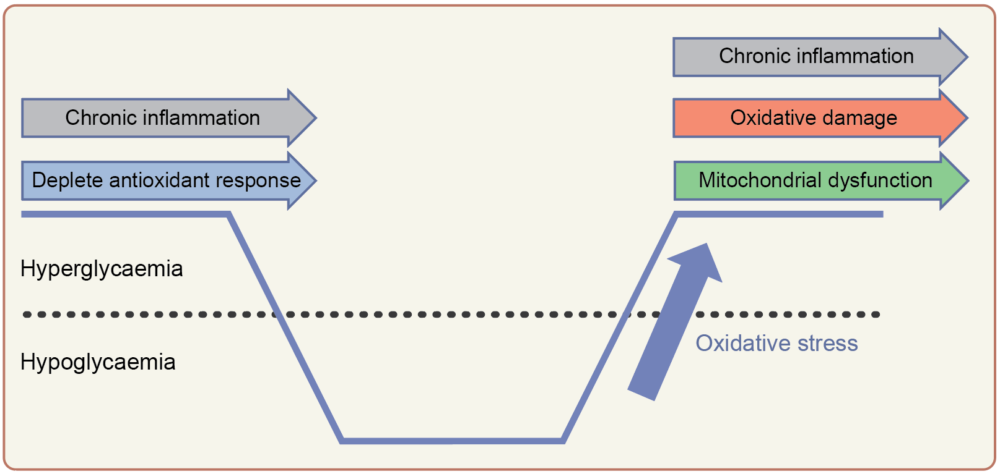 Chronic inflammation
Deplete antioxidant response
Chronic inflammation
Oxidative damage
Mitochondrial dysfunction
Hyperglycaemia
Hypoglycaemia
Oxidative stress